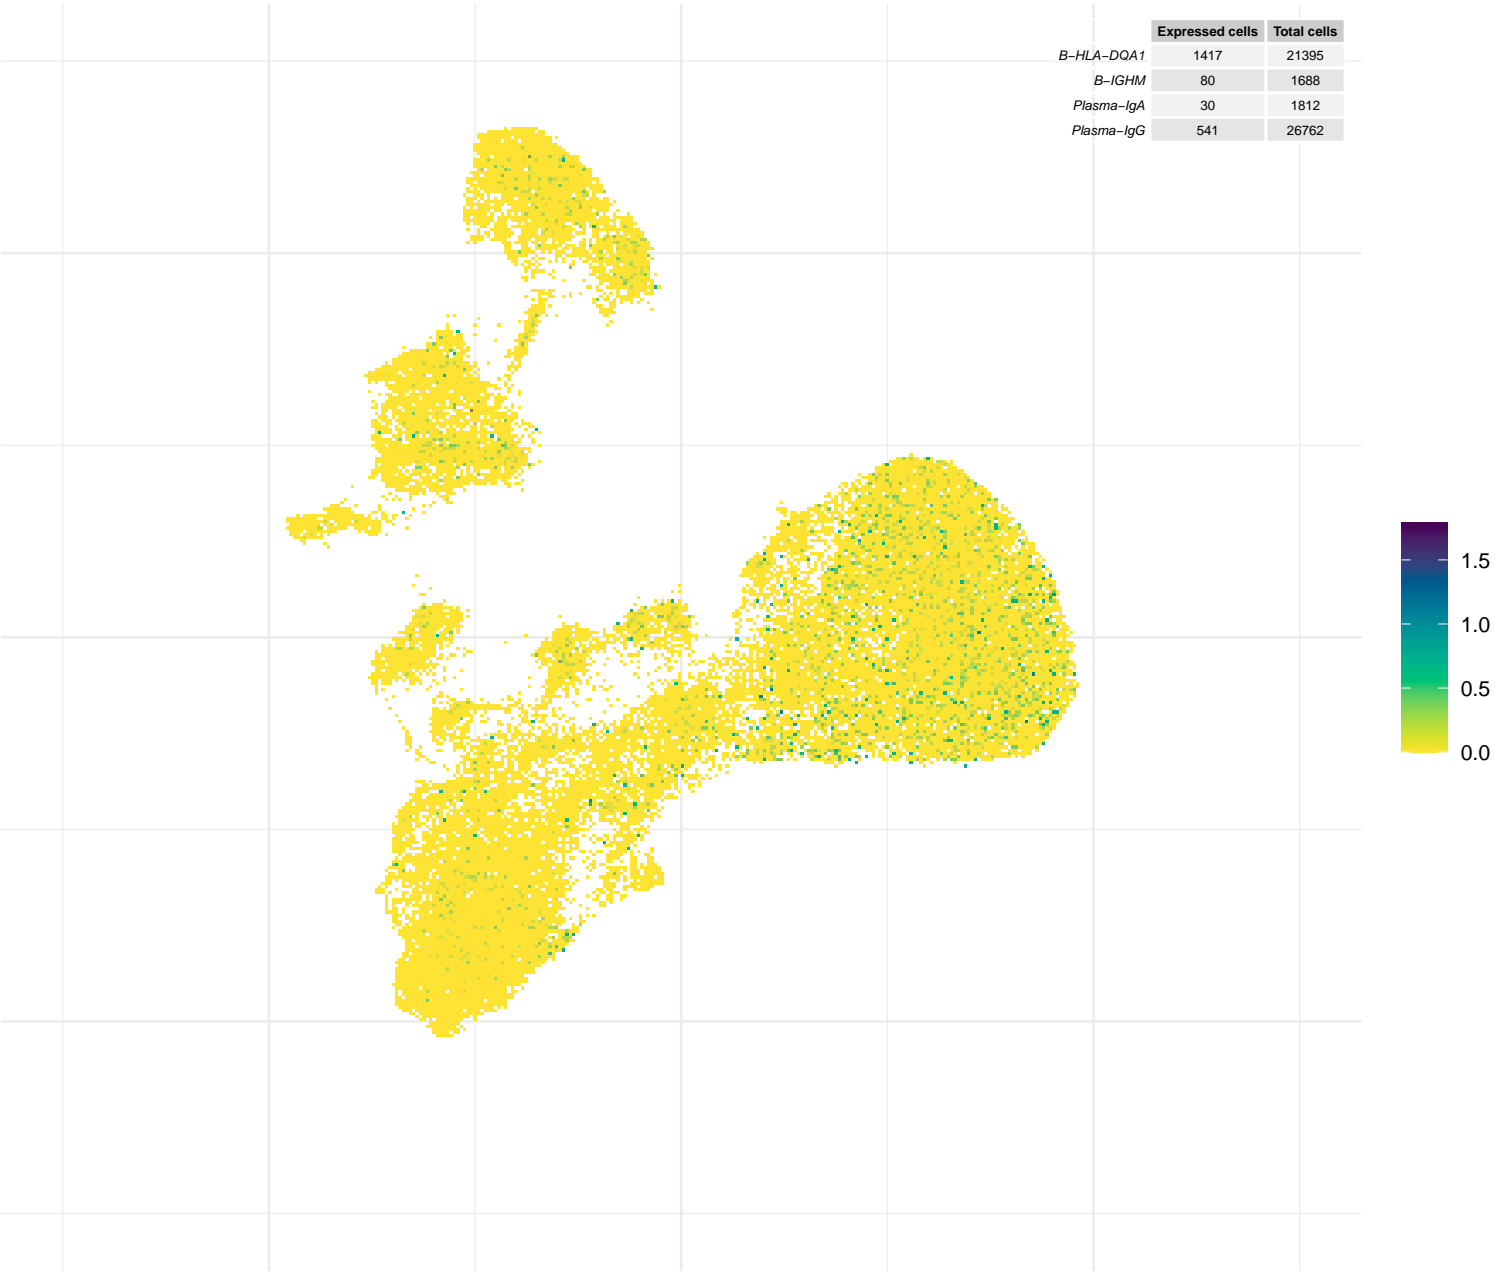 Expressed cells Total cells
B−HLA−DQA1 1417 21395
B−IGHM 80 1688
Plasma−IgA 30 1812
Plasma−IgG 541 26762
1.5
1.0
0.5
0.0